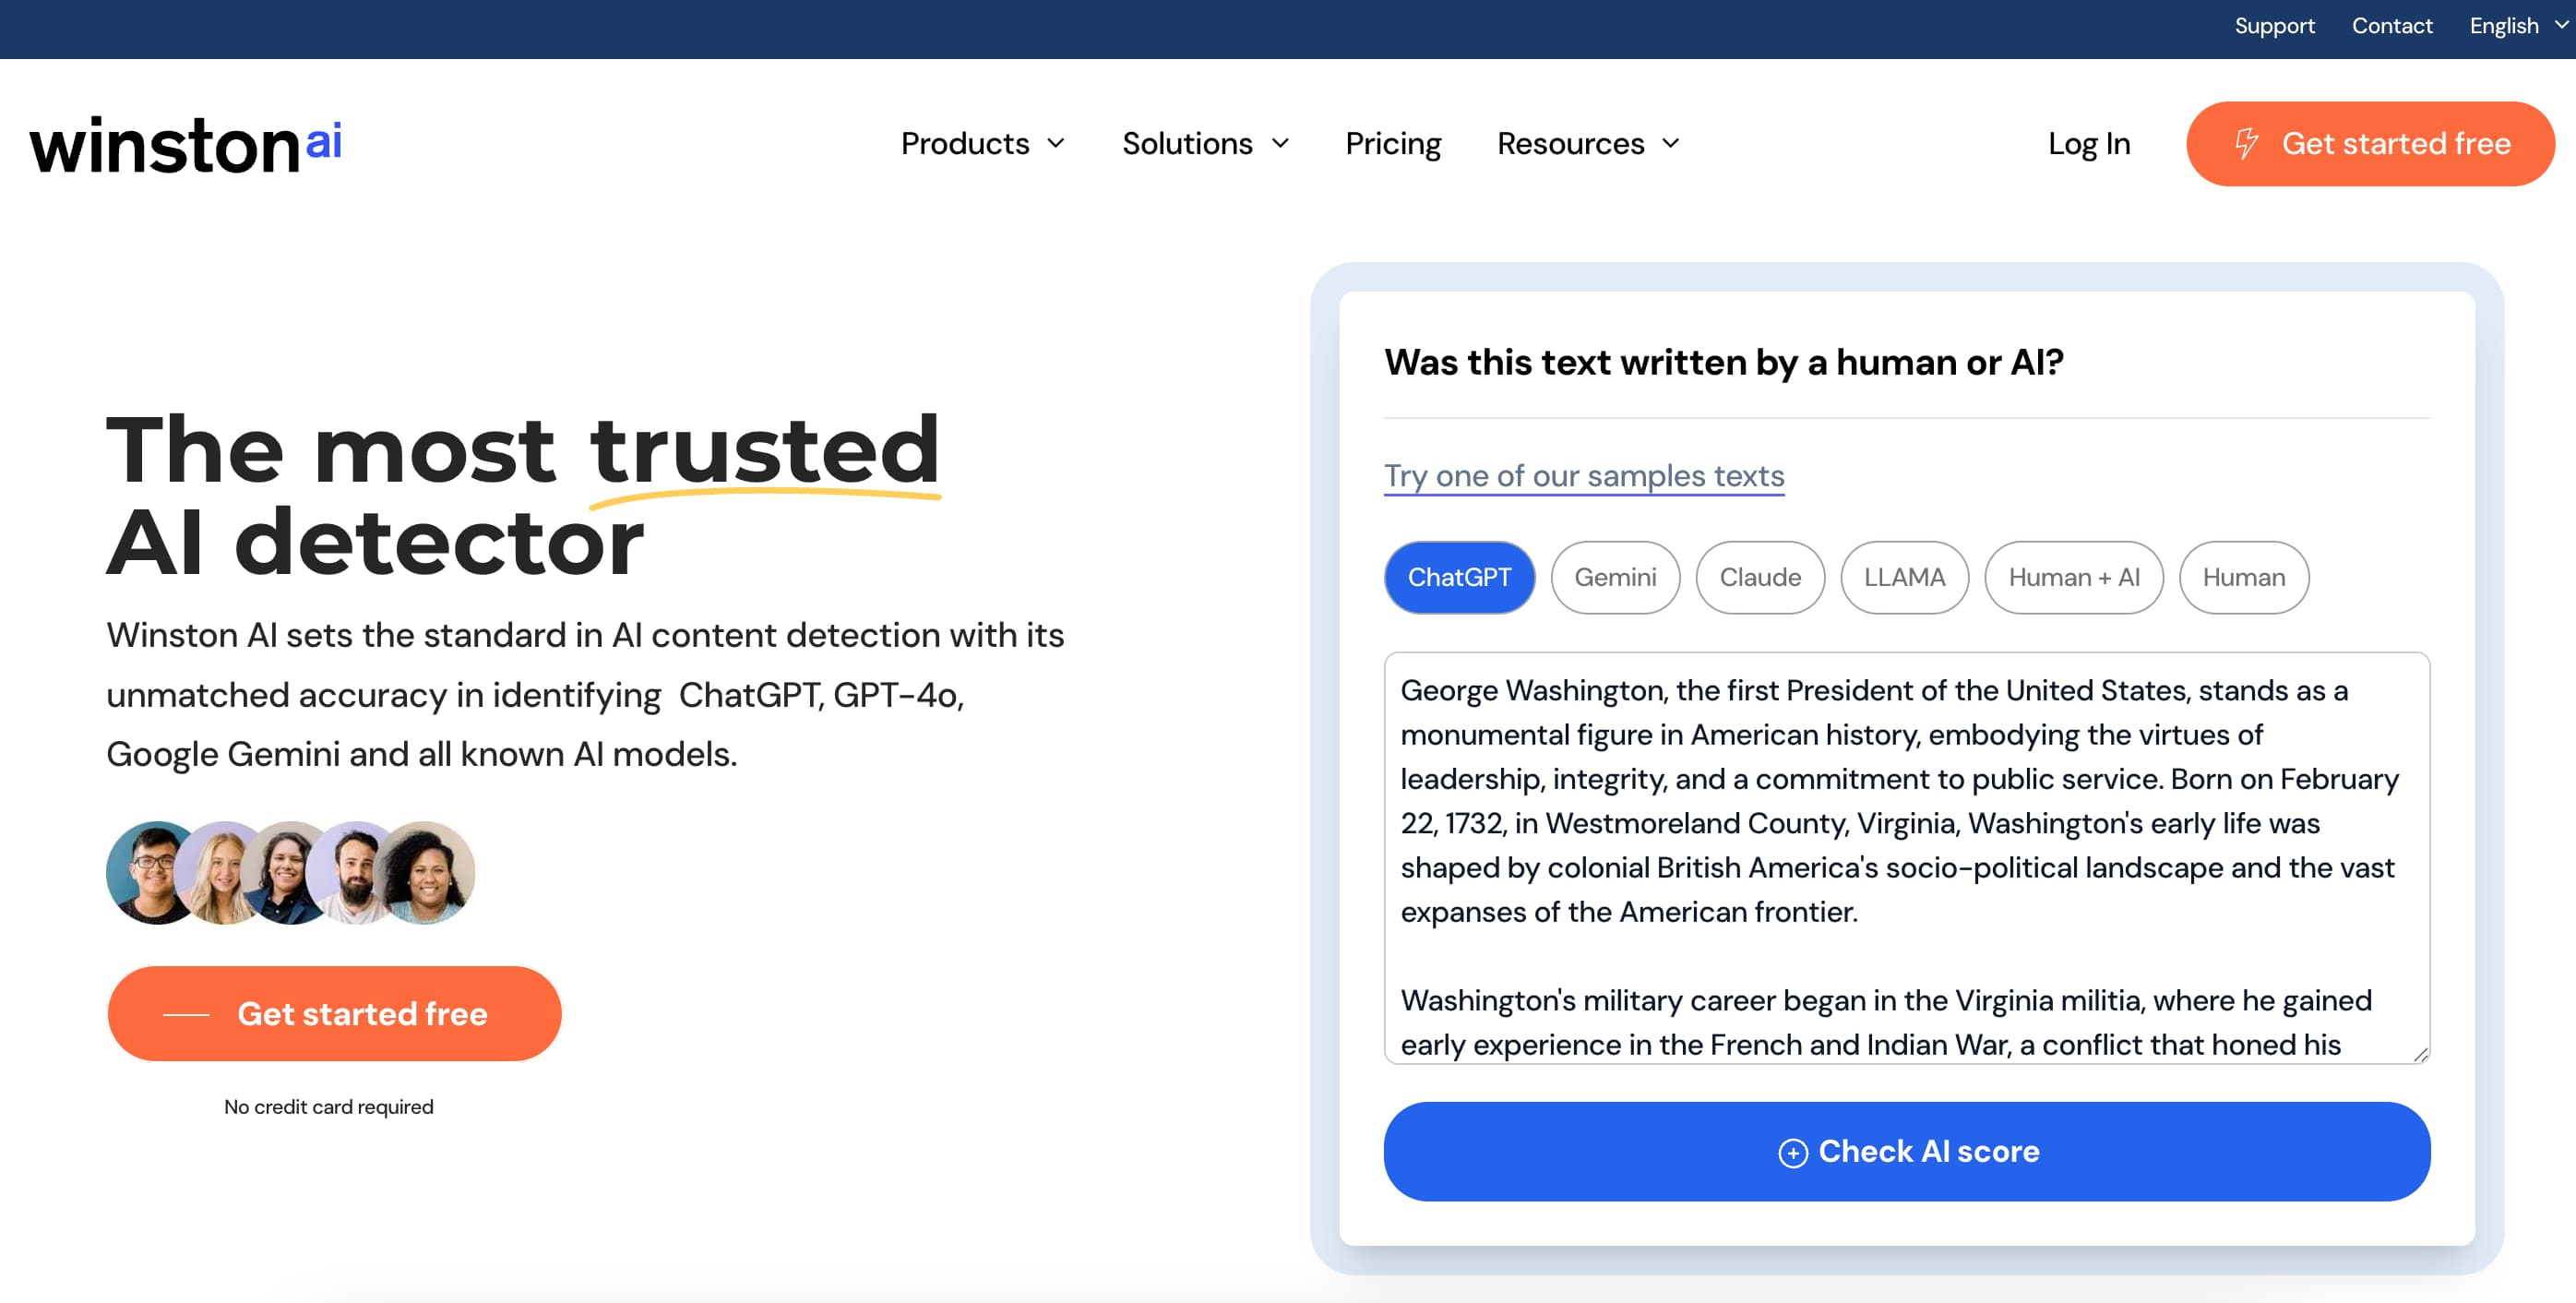 Support Contact English
winston ai
Products Solutions Pricing Resources Log In Get started free
The most trusted
AI detector
Winston AI sets the standard in AI content detection with its
unmatched accuracy in identifying  ChatGPT, GPT-4o,
Google Gemini and all known AI models.
Get started free
No credit card required
Was this text written by a human or AI?
Try one of our samples texts
ChatGPT Gemini Claude LLAMA Human + AI Human
George Washington, the first President of the United States, stands as a
monumental figure in American history, embodying the virtues of
leadership, integrity, and a commitment to public service. Born on February
22, 1732, in Westmoreland County, Virginia, Washington's early life was
shaped by colonial British America's socio-political landscape and the vast
expanses of the American frontier.
Washington's military career began in the Virginia militia, where he gained
early experience in the French and Indian War, a conflict that honed his
Check AI score